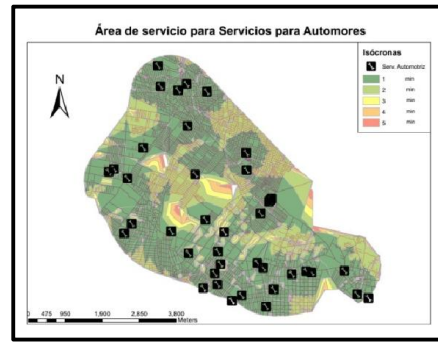 Área de servicio para Servicios para Automores
Isócronas
Serv. Automotriz
1 min
2 min
3 min
4 min
5 min
N
0 475 950 1,900 2,850 3,800
Meters